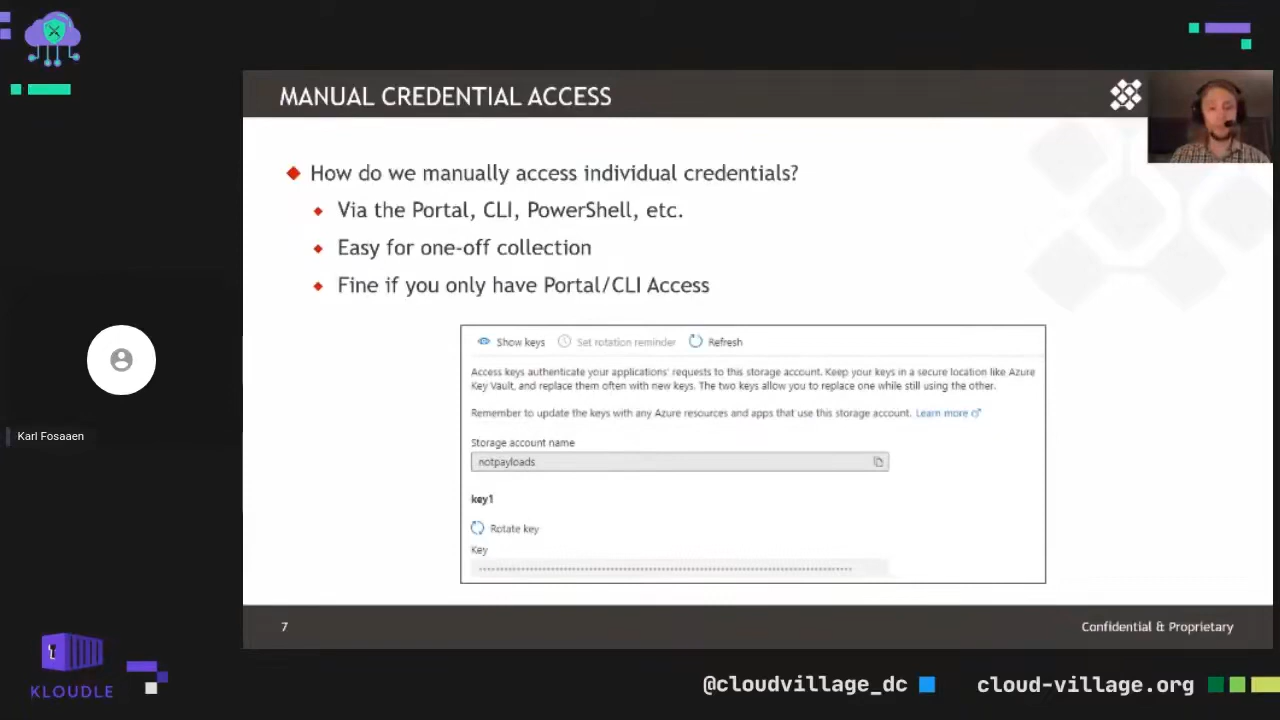 MANUAL CREDENTIAL ACCESS
How do we manually access individual credentials?
Via the Portal, CLI, PowerShell, etc.
Easy for one-off collection
Fine if you only have Portal/CLI Access
Show keys Set rotation reminder Refresh
Access keys authenticate your applications' requests to this storage account. Keep your keys in a secure location like Azure
Key Vault, and replace them often with new keys. The two keys allow you to replace one while still using the other.
Remember to update the keys with any Azure resources and apps that use this storage account. Learn more
Storage account name
notpayloads
key1
Rotate key
Key
Karl Fosaaen
7
Confidential & Proprietary
KLOUDLE
@cloudvillage_dc
cloud-village.org